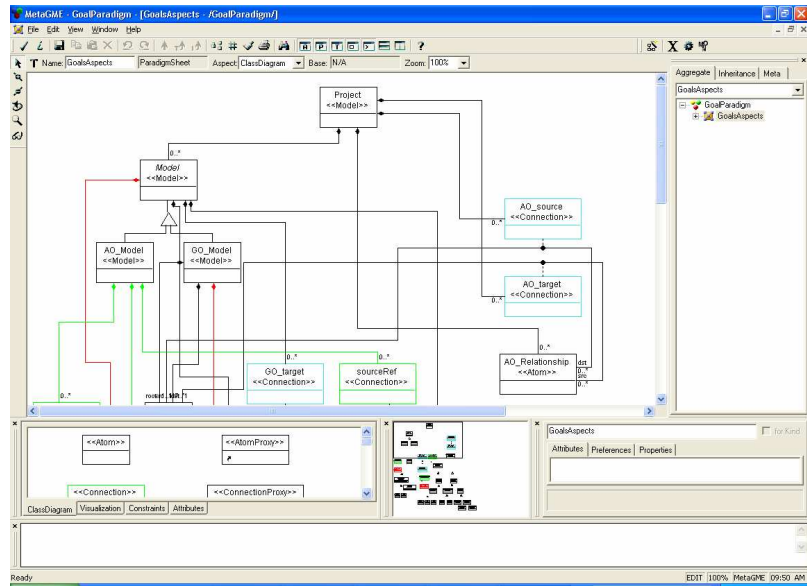 MetaGME - GoalParadigm - [GoalsAspects - /GoalParadigm/]
File Edit View Window Help
Name: GoalsAspects ParadigmSheet Aspect: ClassDiagram Base: N/A Zoom: 100%
Project
<<Model>>
0..*
Model
<<Model>>
AO_Model
<<Model>>
GO_Model
<<Model>>
AO_source
<<Connection>>
0..*
AO_target
<<Connection>>
0..*
0..*
AO_Relationship
<<Atom>>
dst
0..*
src
0..*
0..*
GO_target
<<Connection>>
0..*
sourceRef
<<Connection>>
0..*
Aggregate Inheritance Meta
GoalsAspects
GoalParadigm
GoalsAspects
<<Atom>>
<<AtomProxy>>
<<Connection>>
<<ConnectionProxy>>
ClassDiagram Visualization Constraints Attributes
GoalsAspects
for Kind
Attributes Preferences Properties
Ready
EDIT 100% MetaGME 09:50 AM